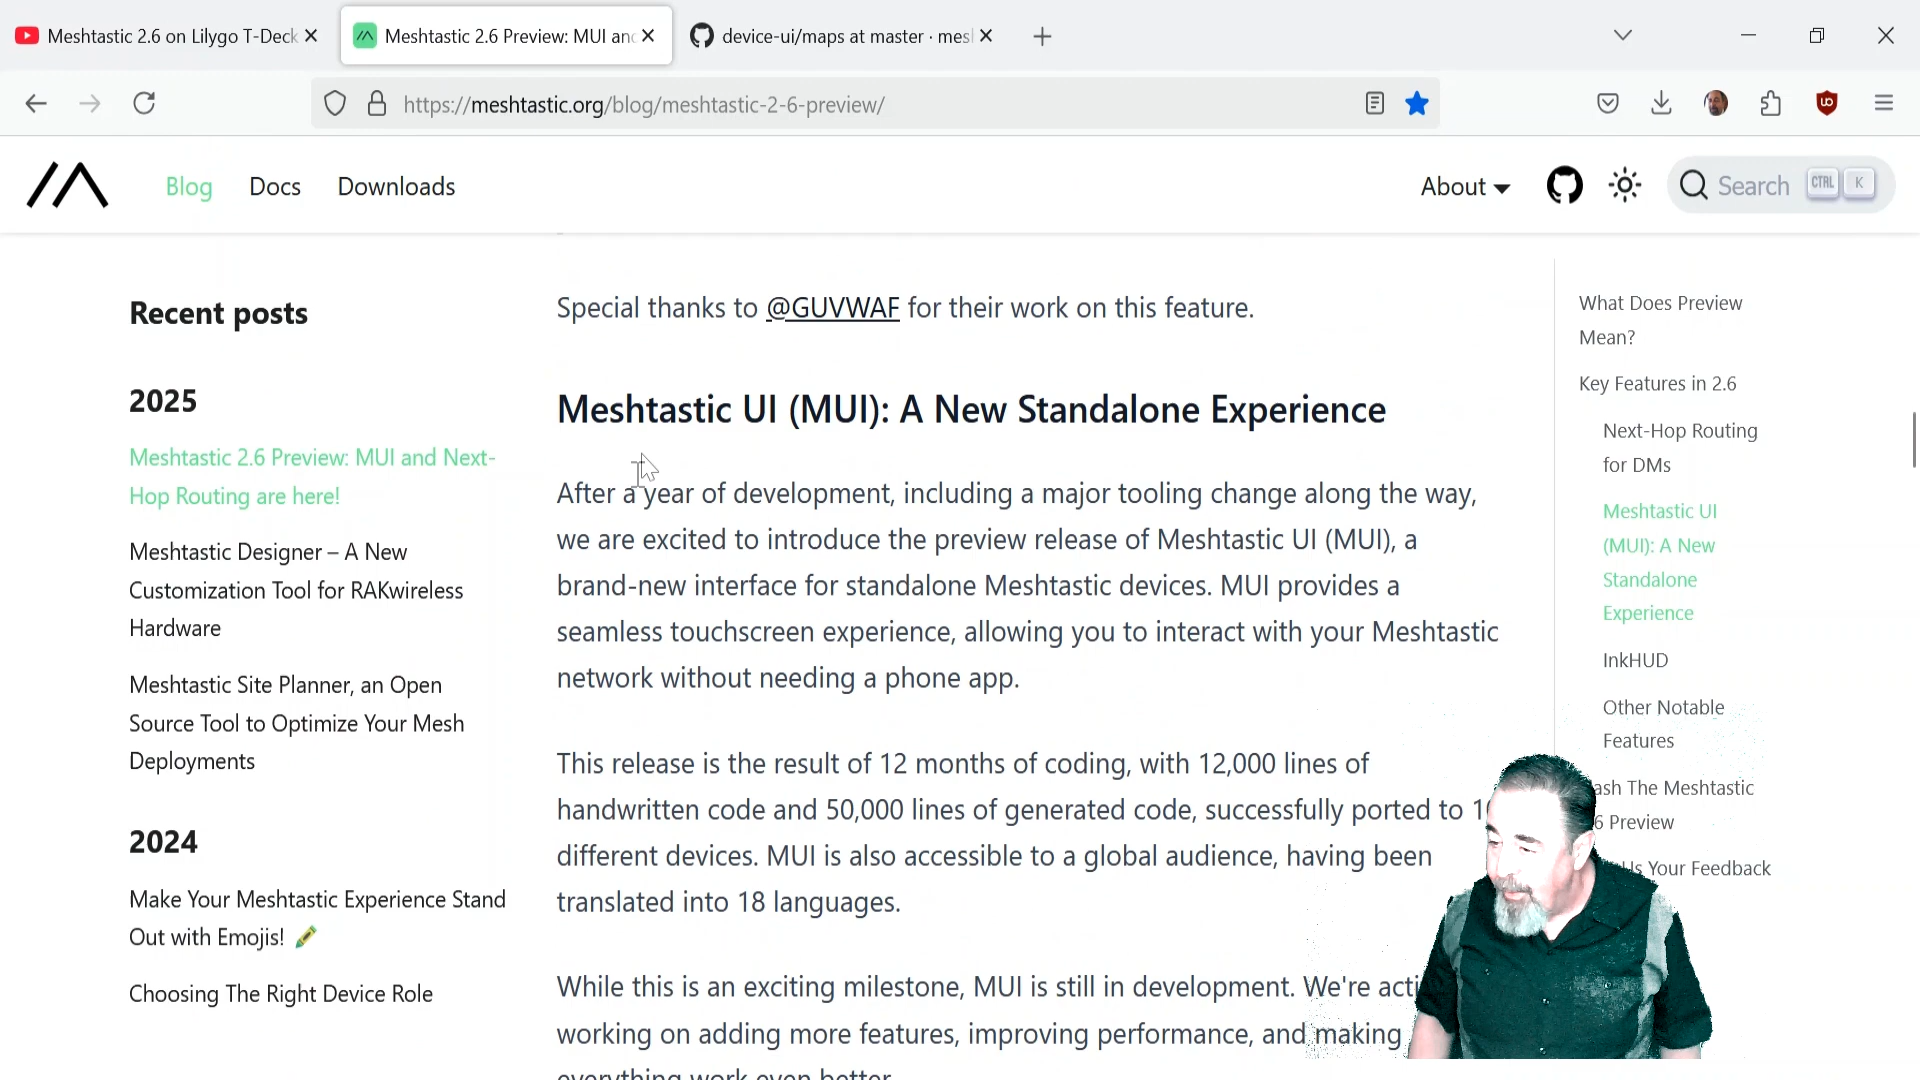 Meshtastic 2.6 on Lilygo T-Deck
Meshtastic 2.6 Preview: MUI an
device-ui/maps at master · mes
https://meshtastic.org/blog/meshtastic-2-6-preview/
Blog
Docs
Downloads
About
Search
CTRL
K
Recent posts
2025
Meshtastic 2.6 Preview: MUI and Next-
Hop Routing are here!
Meshtastic Designer – A New
Customization Tool for RAKwireless
Hardware
Meshtastic Site Planner, an Open
Source Tool to Optimize Your Mesh
Deployments
2024
Make Your Meshtastic Experience Stand
Out with Emojis!
Choosing The Right Device Role
Special thanks to @GUVWAF for their work on this feature.
Meshtastic UI (MUI): A New Standalone Experience
After a year of development, including a major tooling change along the way,
we are excited to introduce the preview release of Meshtastic UI (MUI), a
brand-new interface for standalone Meshtastic devices. MUI provides a
seamless touchscreen experience, allowing you to interact with your Meshtastic
network without needing a phone app.
This release is the result of 12 months of coding, with 12,000 lines of
handwritten code and 50,000 lines of generated code, successfully ported to
different devices. MUI is also accessible to a global audience, having been
translated into 18 languages.
While this is an exciting milestone, MUI is still in development. We're acti
working on adding more features, improving performance, and making
everything work even better.
What Does Preview
Mean?
Key Features in 2.6
Next-Hop Routing
for DMs
Meshtastic UI
(MUI): A New
Standalone
Experience
InkHUD
Other Notable
Features
ash The Meshtastic
6 Preview
Us Your Feedback